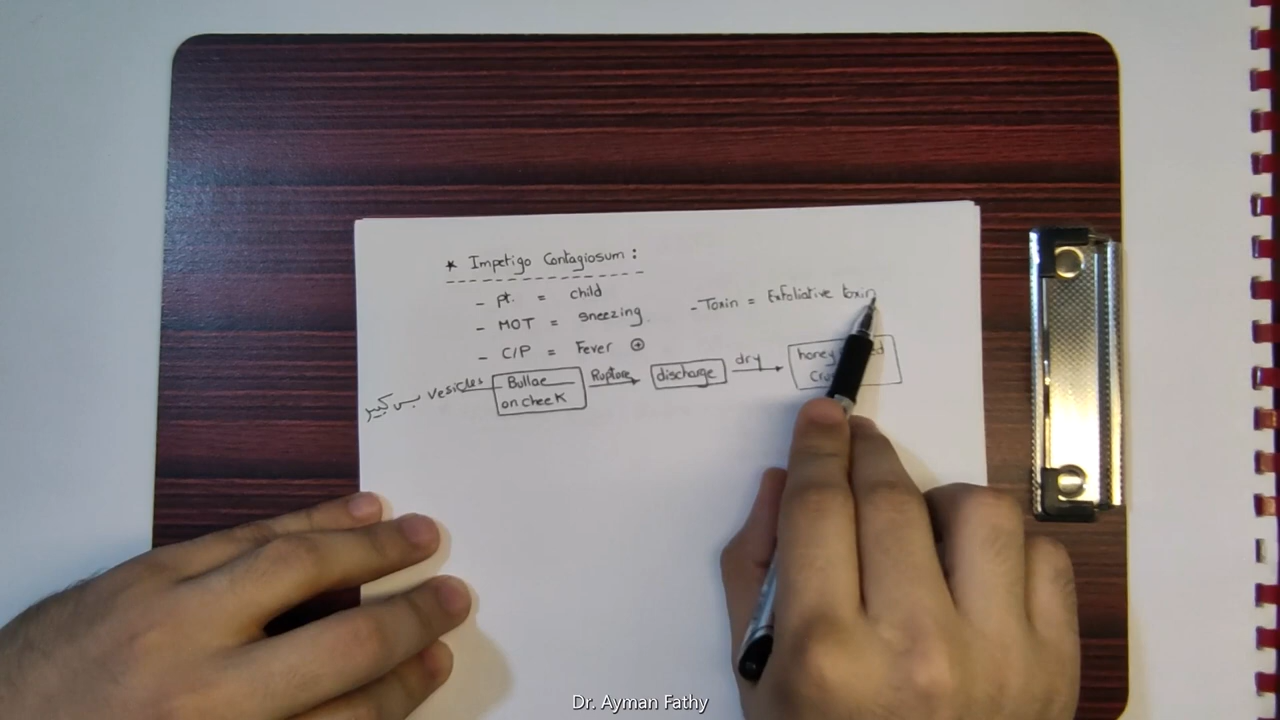 * Impetigo Contagiosum :
- pt. = child
- MOT = sneezing
- Toxin = Exfoliative toxin
- C/P = Fever ⊕
vesicles بس كبير
Bullae on cheek
Rupture
discharge
dry
Dr. Ayman Fathy